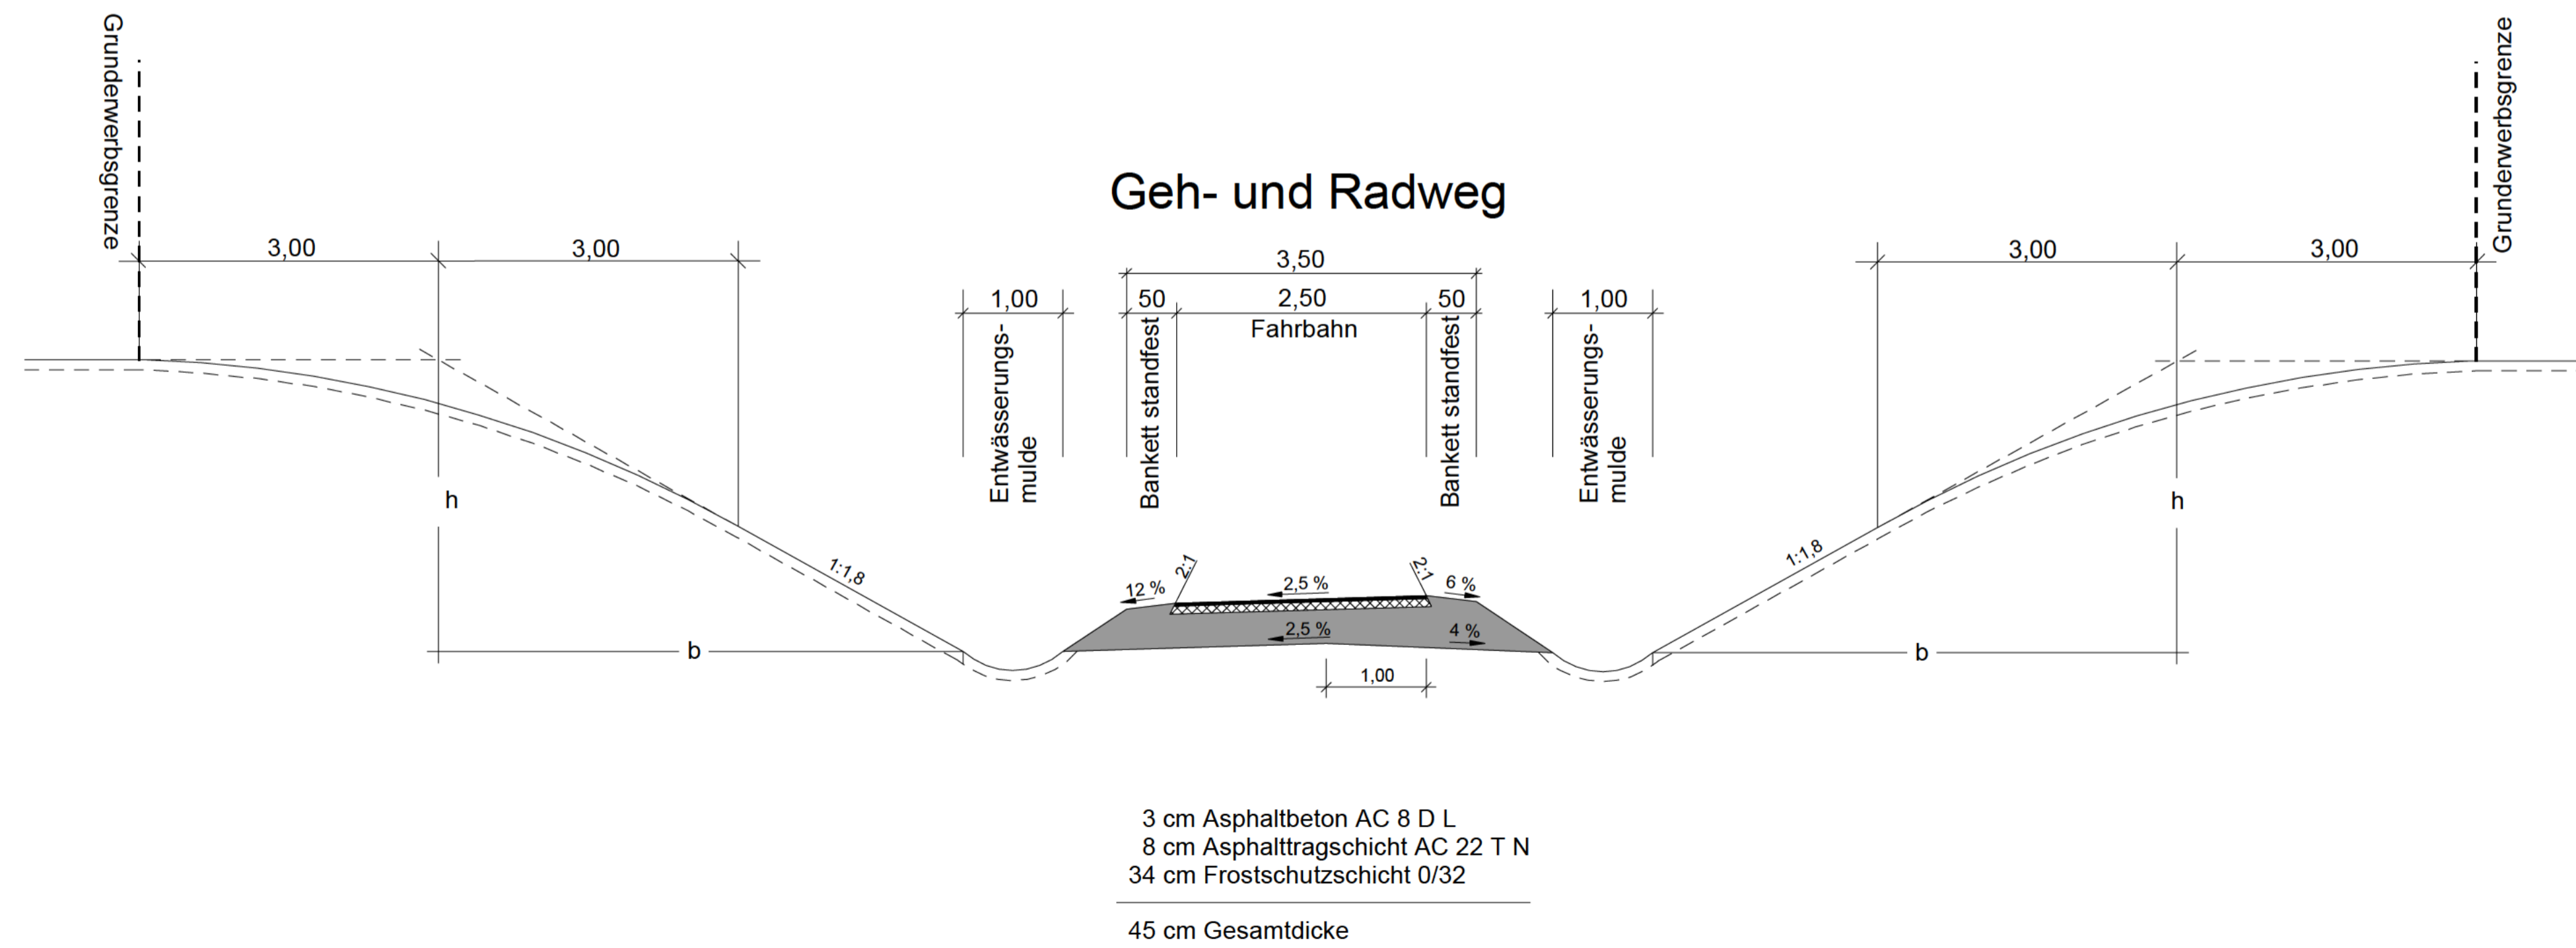 Grunderwerbsgrenze
Grunderwerbsgrenze
Geh- und Radweg
3,00
3,00
3,50
3,00
3,00
1,00
50
2,50
50
1,00
Fahrbahn
Entwässerungs-
mulde
Bankett standfest
Bankett standfest
Entwässerungs-
mulde
h
h
1:1,8
12 %
2:1
2,5 %
2:1
6 %
1:1,8
2,5 %
4 %
b
b
1,00
3 cm Asphaltbeton AC 8 D L
8 cm Asphalttragschicht AC 22 T N
34 cm Frostschutzschicht 0/32
45 cm Gesamtdicke